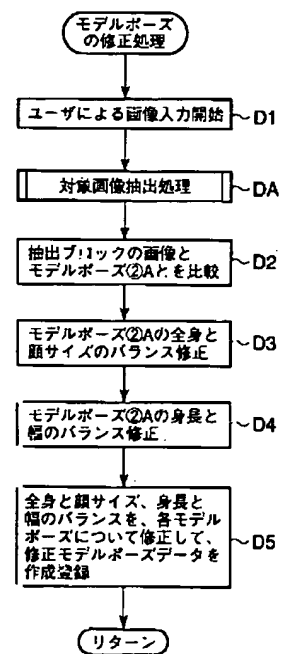 モデルポーズ
の修正処理
ユーザによる画像入力開始
D1
対象画像抽出処理
DA
抽出ブロックの画像と
モデルポーズ②Aとを比較
D2
モデルポーズ②Aの全身と
顔サイズのバランス修正
D3
モデルポーズ②Aの身長と
幅のバランス修正
D4
全身と顔サイズ、身長と
幅のバランスを、各モデル
ポーズについて修正して、
修正モデルポーズデータを
作成登録
D5
リターン